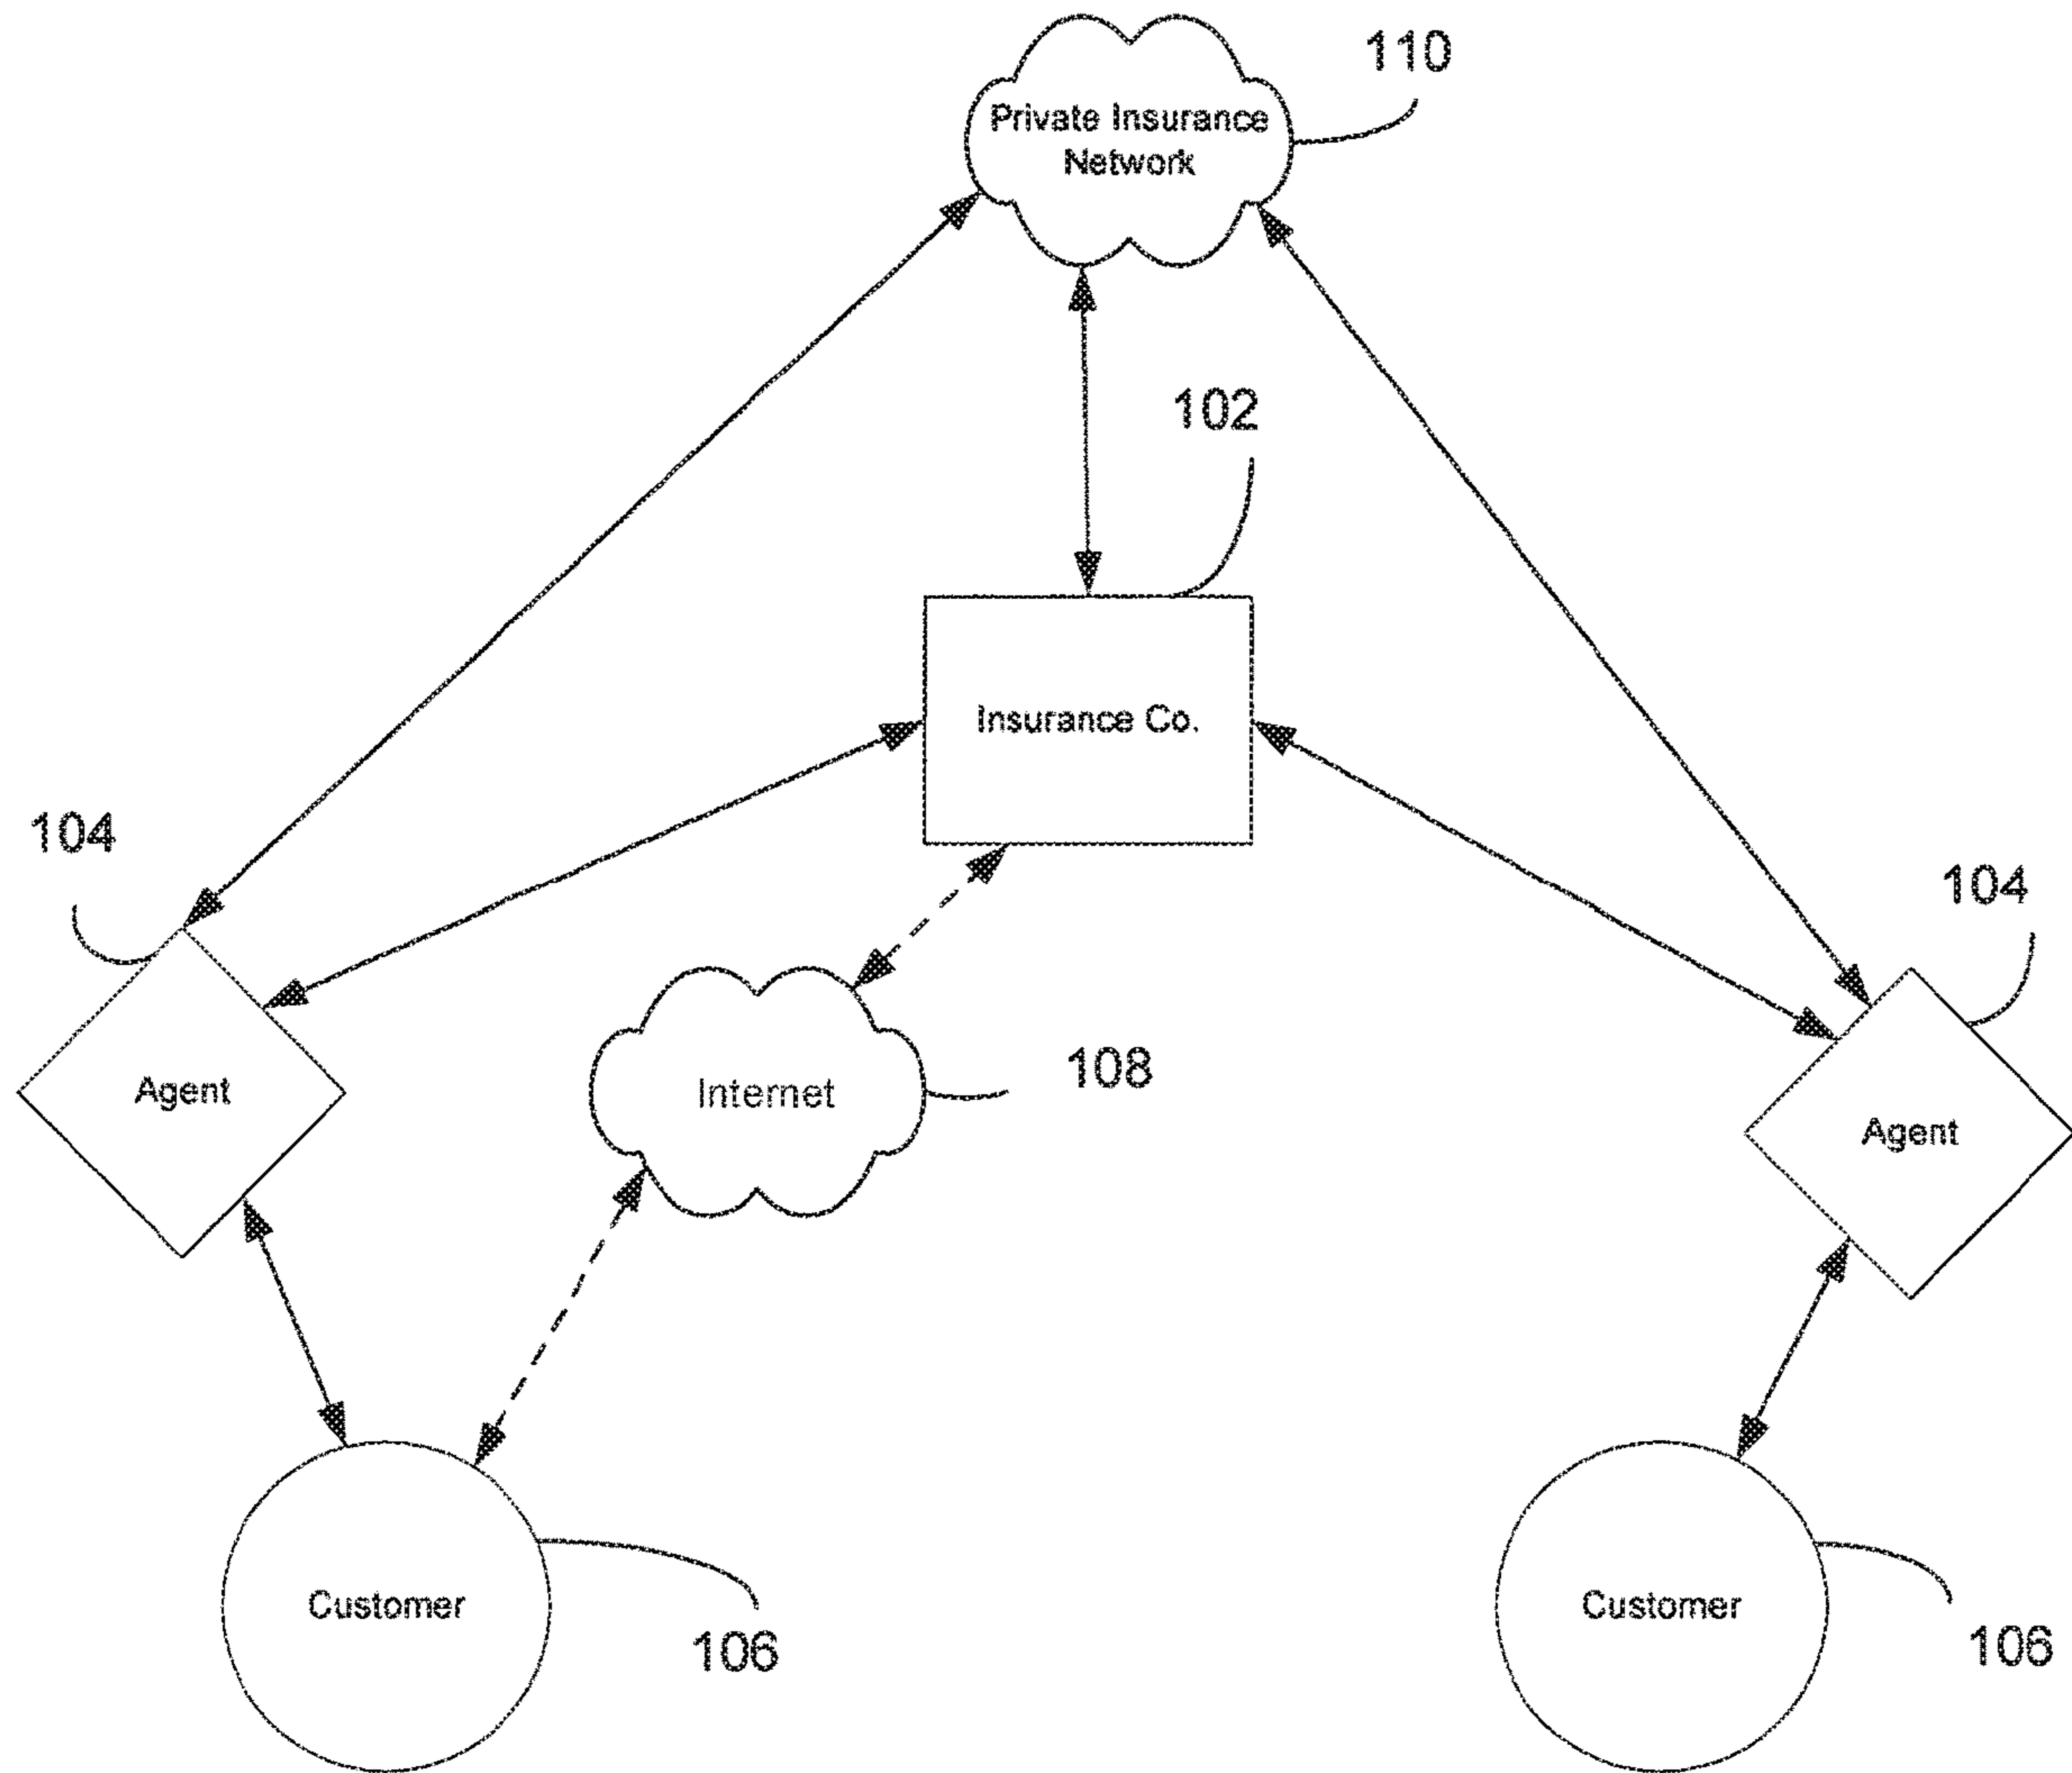 110
Private Insurance
Network
102
Insurance Co.
104
104
108
Agent
Internet
Agent
Customer
Customer
106
106